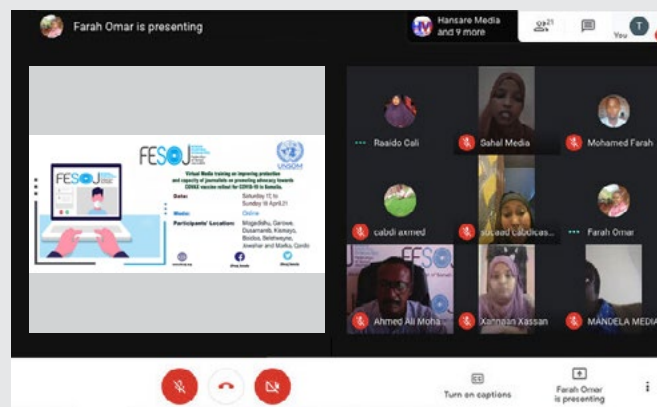 Farah Omar is presenting
Hansare Media
and 9 more
21
You
T
FESOJ
UNSOM
FESOJ
Virtual Media training on improving protection
and capacity of journalists on promoting advocacy towards
COVAX vaccine rollout for COVID-19 in Somalia.
Date:
Saturday 17, to
Sunday 18 April.21
Mode:
Online
Participants' Location:
Mogadishu, Garowe,
Dusamareb, Kismayo,
Baidoa, Beletweyne,
Jowhar and Marka, Qardo
Raaido Cali
Sahal Media
Mohamed Farah
cabdi axmed
Farah Omar
FESO
Ahmed Ali Moha...
Xannaan Xassan
MANDELA MEDIA
Turn on captions
Farah Omar
is presenting